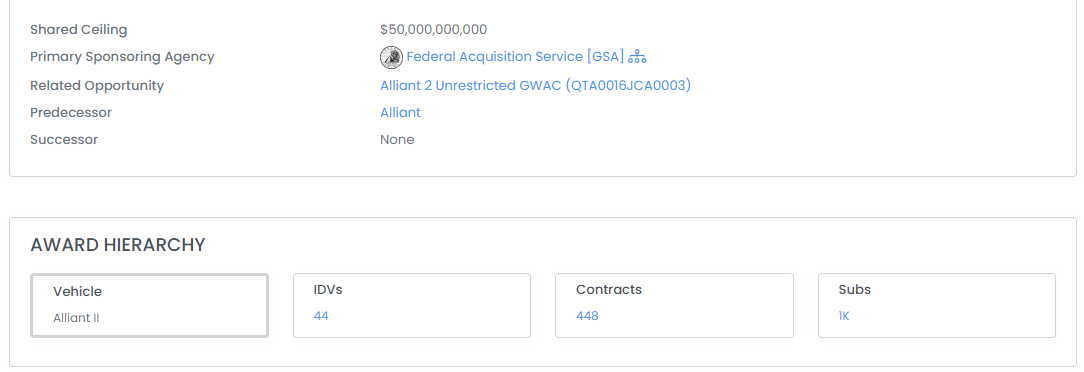 Shared Ceiling $50,000,000,000
Primary Sponsoring Agency Federal Acquisition Service [GSA]
Related Opportunity Alliant 2 Unrestricted GWAC (QTA0016JCA0003)
Predecessor Alliant
Successor None
AWARD HIERARCHY
Vehicle
Alliant II
IDVs
44
Contracts
448
Subs
1K